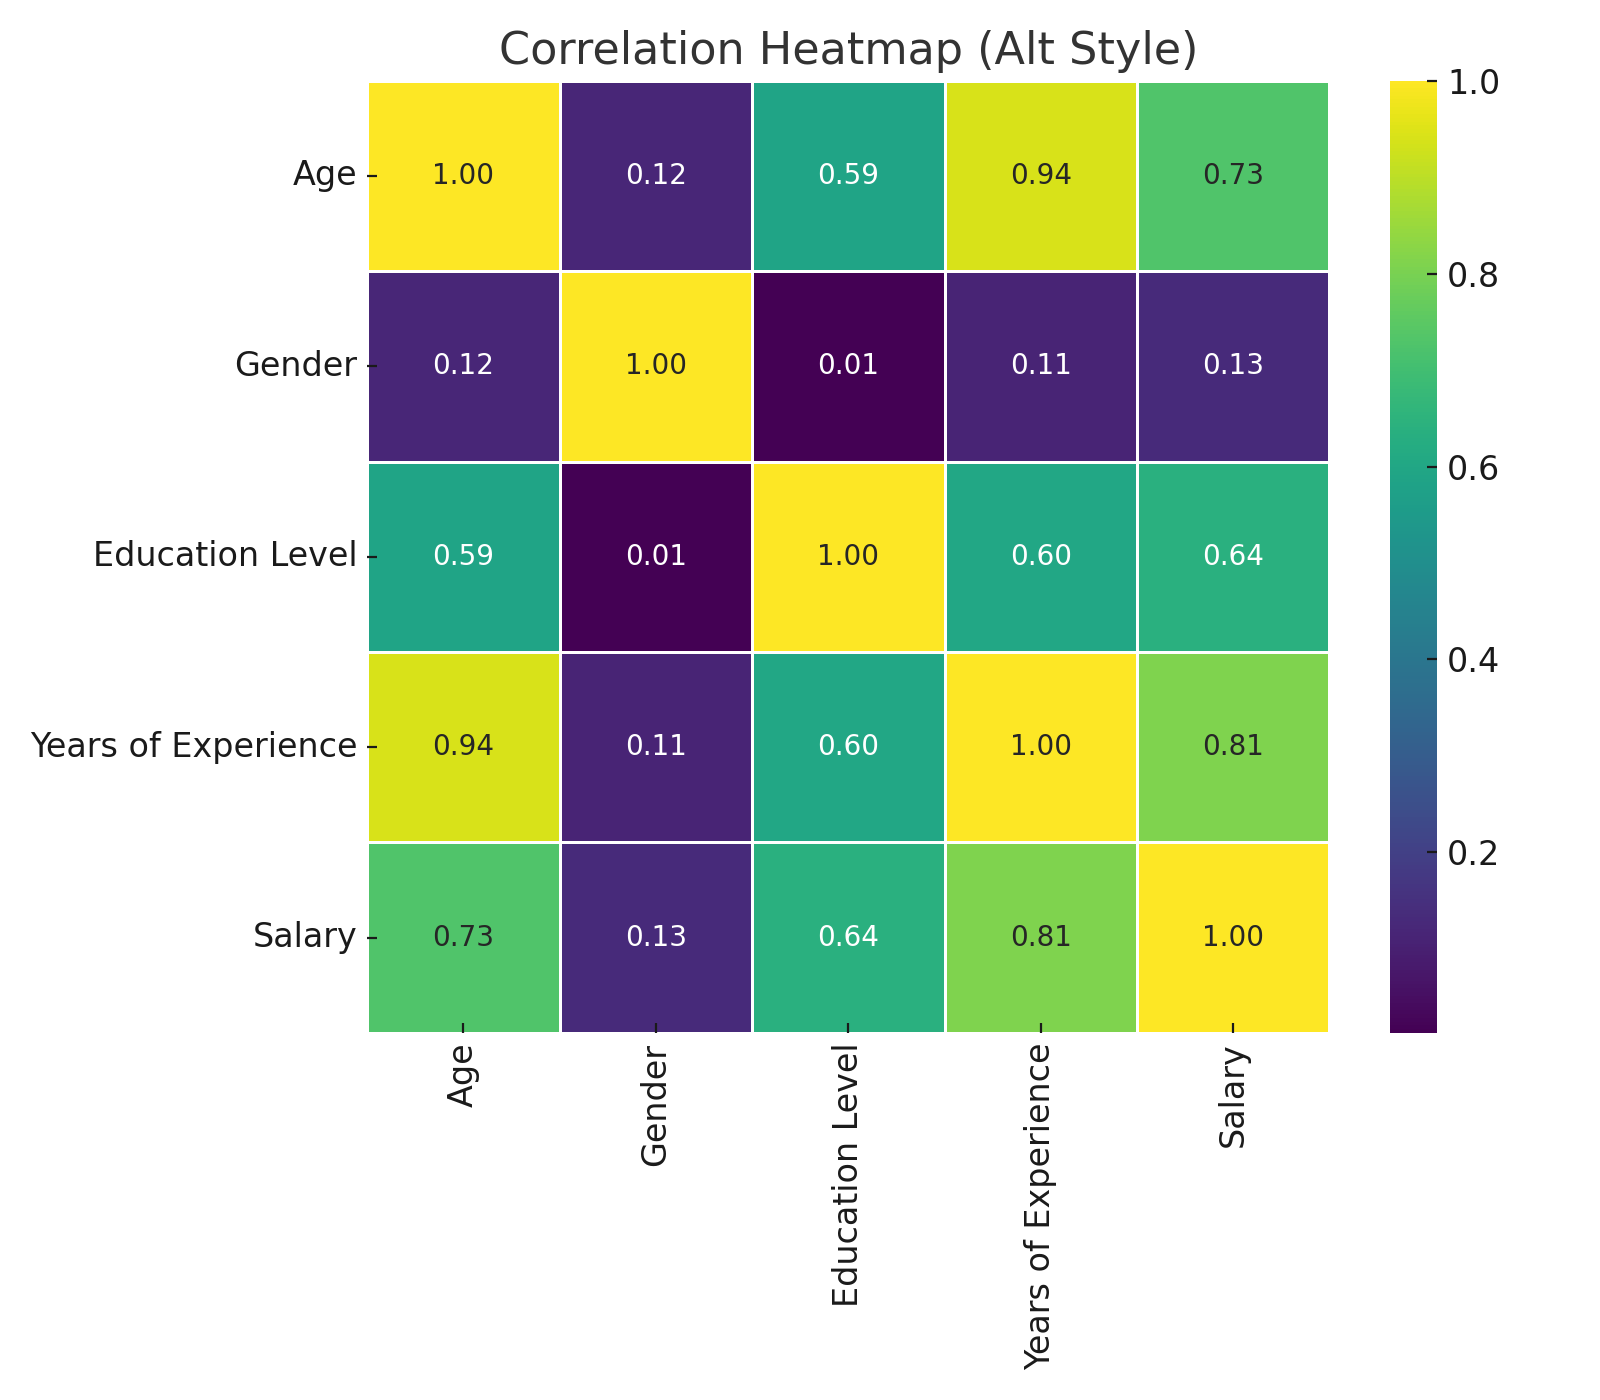 Correlation Heatmap (Alt Style)
Age 1.00 0.12 0.59 0.94 0.73
Gender 0.12 1.00 0.01 0.11 0.13
Education Level 0.59 0.01 1.00 0.60 0.64
Years of Experience 0.94 0.11 0.60 1.00 0.81
Salary 0.73 0.13 0.64 0.81 1.00
Age
Gender
Education Level
Years of Experience
Salary
1.0
0.8
0.6
0.4
0.2